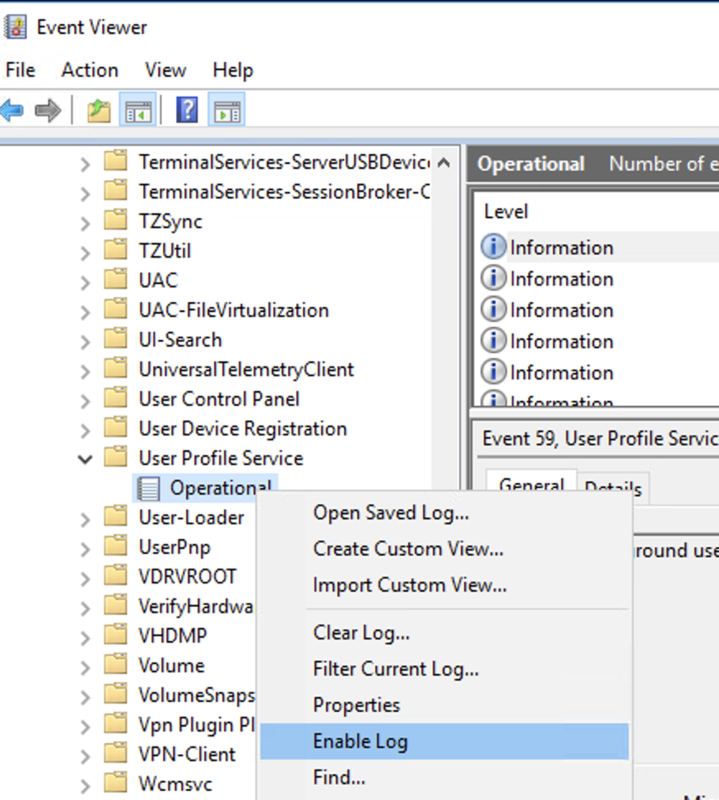 Event Viewer
File Action View Help
TerminalServices-ServerUSBDevic
TerminalServices-SessionBroker-C
TZSync
TZUtil
UAC
UAC-FileVirtualization
UI-Search
UniversalTelemetryClient
User Control Panel
User Device Registration
User Profile Service
Operational
User-Loader
UserPnp
VDRVROOT
VerifyHardwa
VHDMP
Volume
VolumeSnaps
Vpn Plugin Pl
VPN-Client
Wcmsvc
Operational Number of e
Level
Information
Information
Information
Information
Information
Information
Event 59, User Profile Servic
General Details
round use
Open Saved Log...
Create Custom View...
Import Custom View...
Clear Log...
Filter Current Log...
Properties
Enable Log
Find...